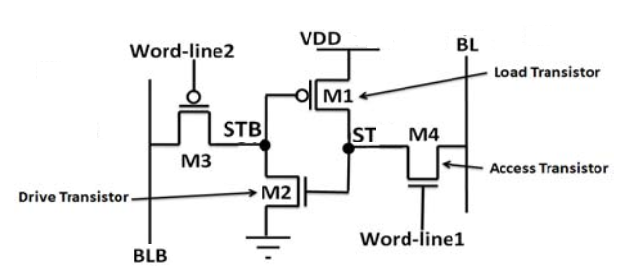 VDD
BL
Word-line2
Load Transistor
M1
STB
ST
M4
M3
Access Transistor
Drive Transistor
M2
Word-line1
BLB